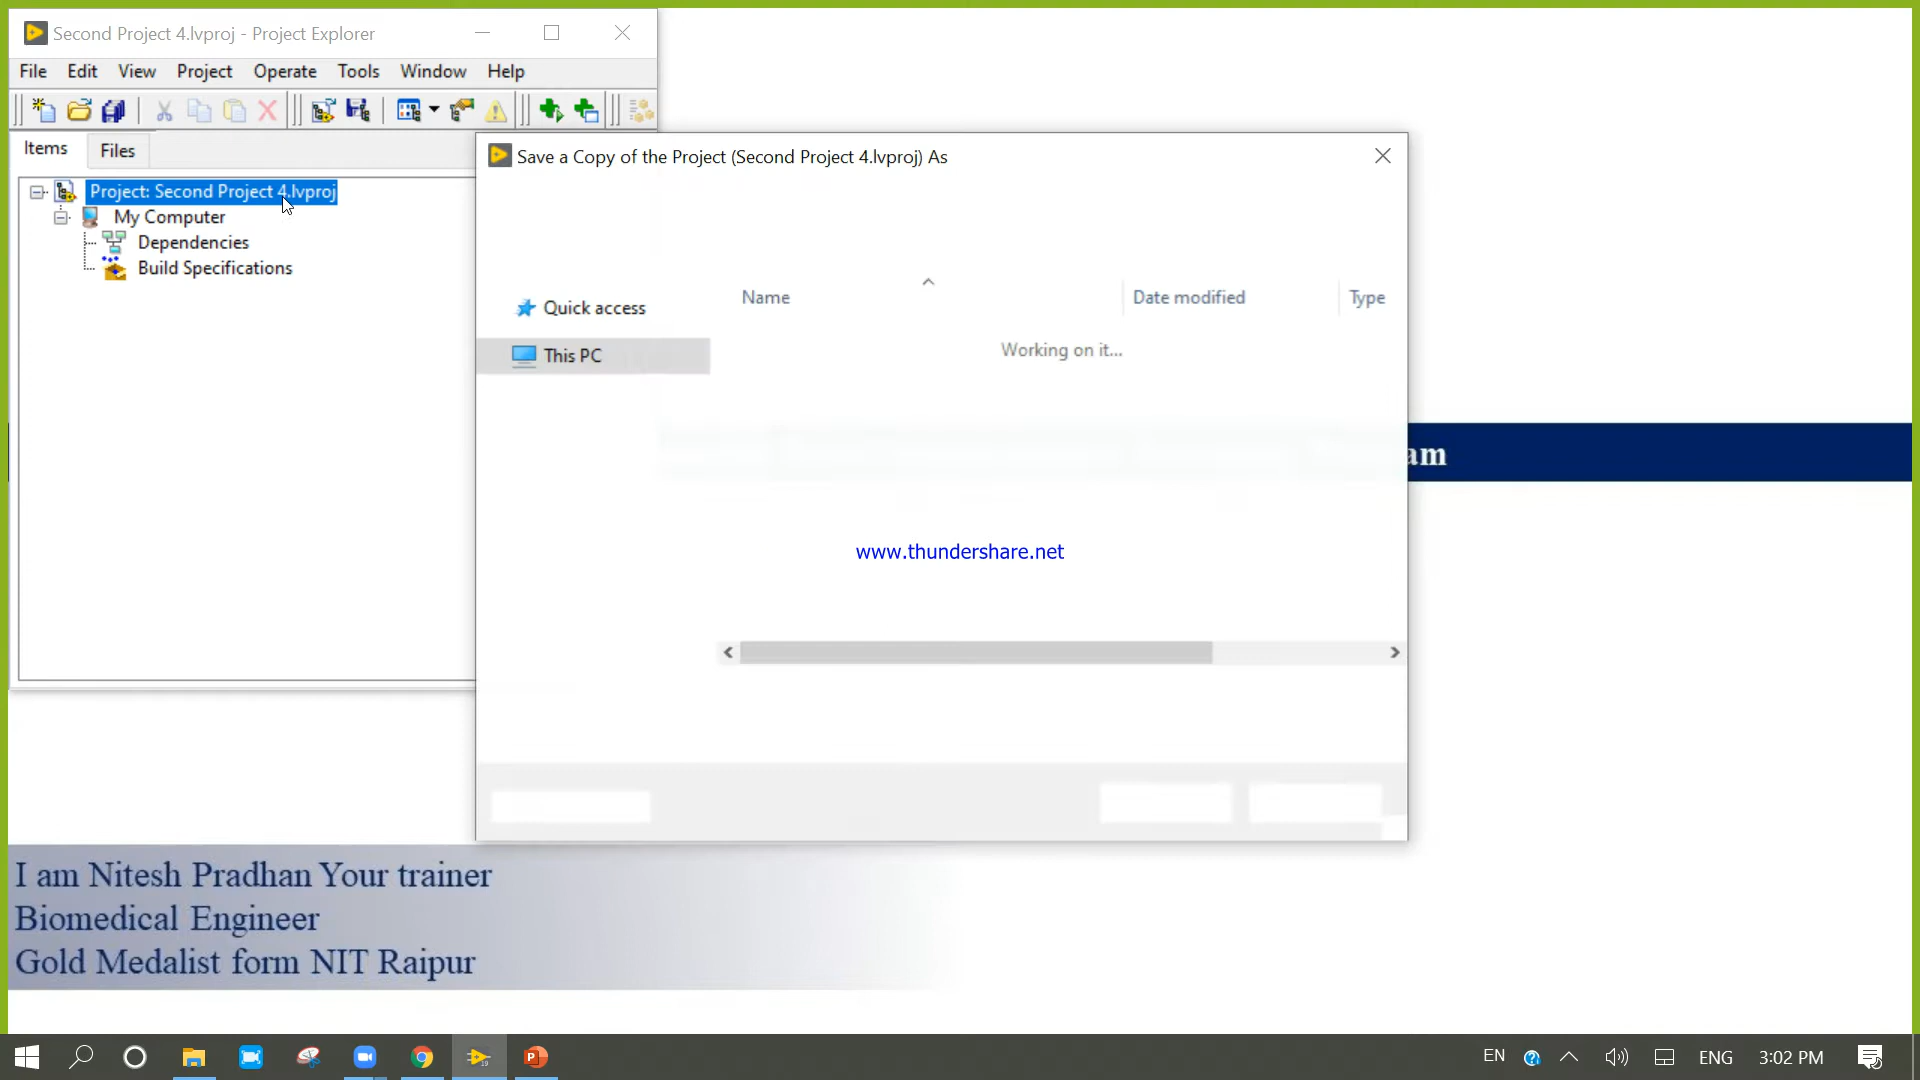 Second Project 4.lvproj - Project Explorer
File Edit View Project Operate Tools Window Help
Items Files
Project: Second Project 4.lvproj
My Computer
Dependencies
Build Specifications
Save a Copy of the Project (Second Project 4.lvproj) As
Name Date modified Type
Quick access
Working on it...
This PC
am
www.thundershare.net
I am Nitesh Pradhan Your trainer
Biomedical Engineer
Gold Medalist form NIT Raipur
EN ENG 3:02 PM